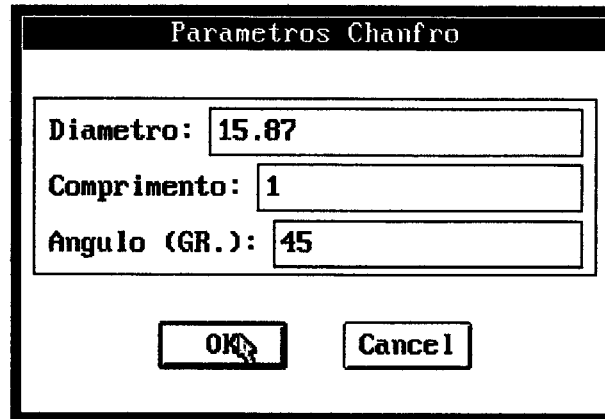 Parametros Chanfro
Diametro: 15.87
Comprimento: 1
Angulo (GR.): 45
OK Cancel